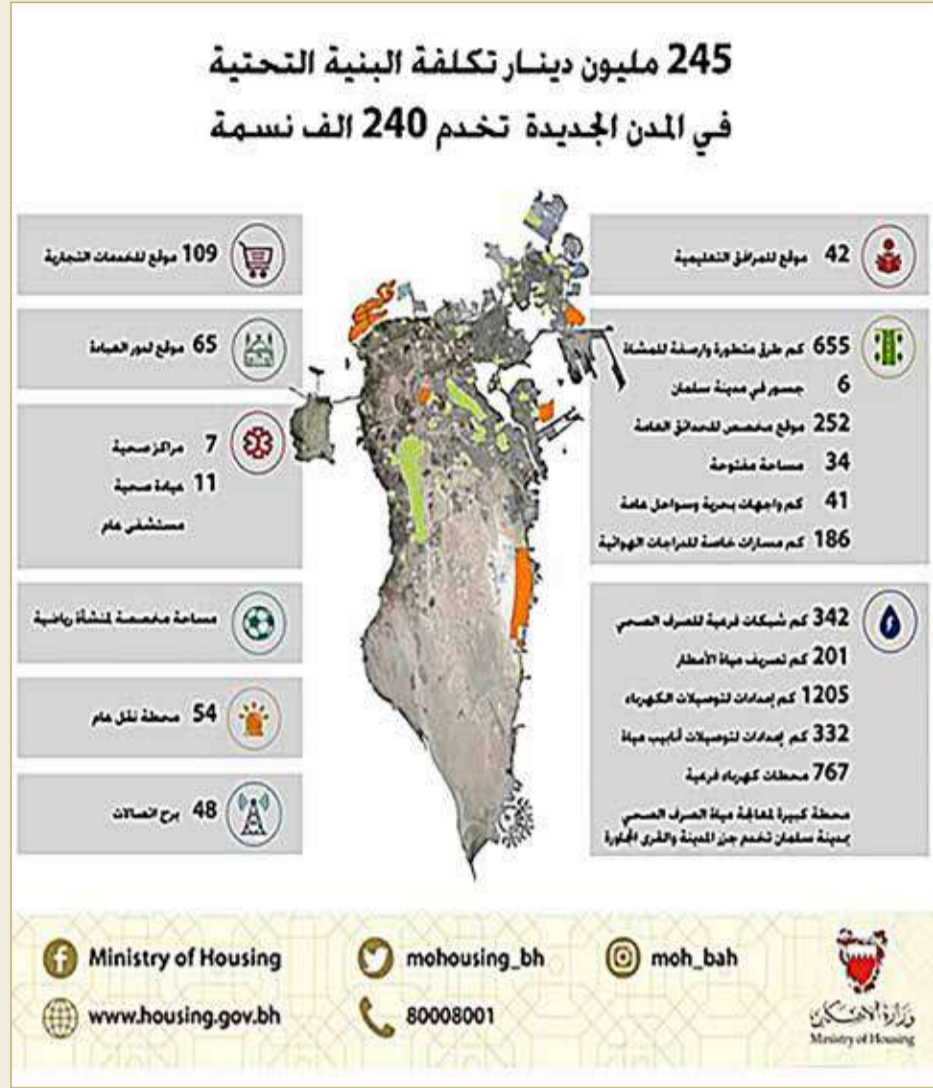 245 مليون دينار تكلفة البنية التحتية
في المدن الجديدة تخدم 240 الف نسمة
42 موقع للمرافق التعليمية
655 كم طرق متطورة وارصفة للمشاة
6 جسور في مدينة سلمان
252 موقع مخصص للحدائق العامة
34 مساحة مفتوحة
41 كم واجهات بحرية وسواحل عامة
186 كم مسارات خاصة للدراجات الهوائية
342 كم شبكات فرعية للصرف الصحي
201 كم تصريف مياة الأمطار
1205 كم إمدادات لتوصيلات الكهرباء
332 كم إمدادات لتوصيلات أنابيب مياة
767 محطات كهرباء فرعية
محطة كبيرة لمعالجة مياة الصرف الصحي
بمدينة سلمان تخدم جزر المدينة والقرى المجاورة
109 موقع للخدمات التجارية
65 موقع لدور العبادة
7 مراكز صحية
11 عيادة صحية
مستشفى عام
مساحة مخصصة لمنشأة رياضية
54 محطة نقل عام
48 برج اتصالات
Ministry of Housing
mohousing_bh
moh_bah
www.housing.gov.bh
80008001
وزارة الإسكان
Ministry of Housing